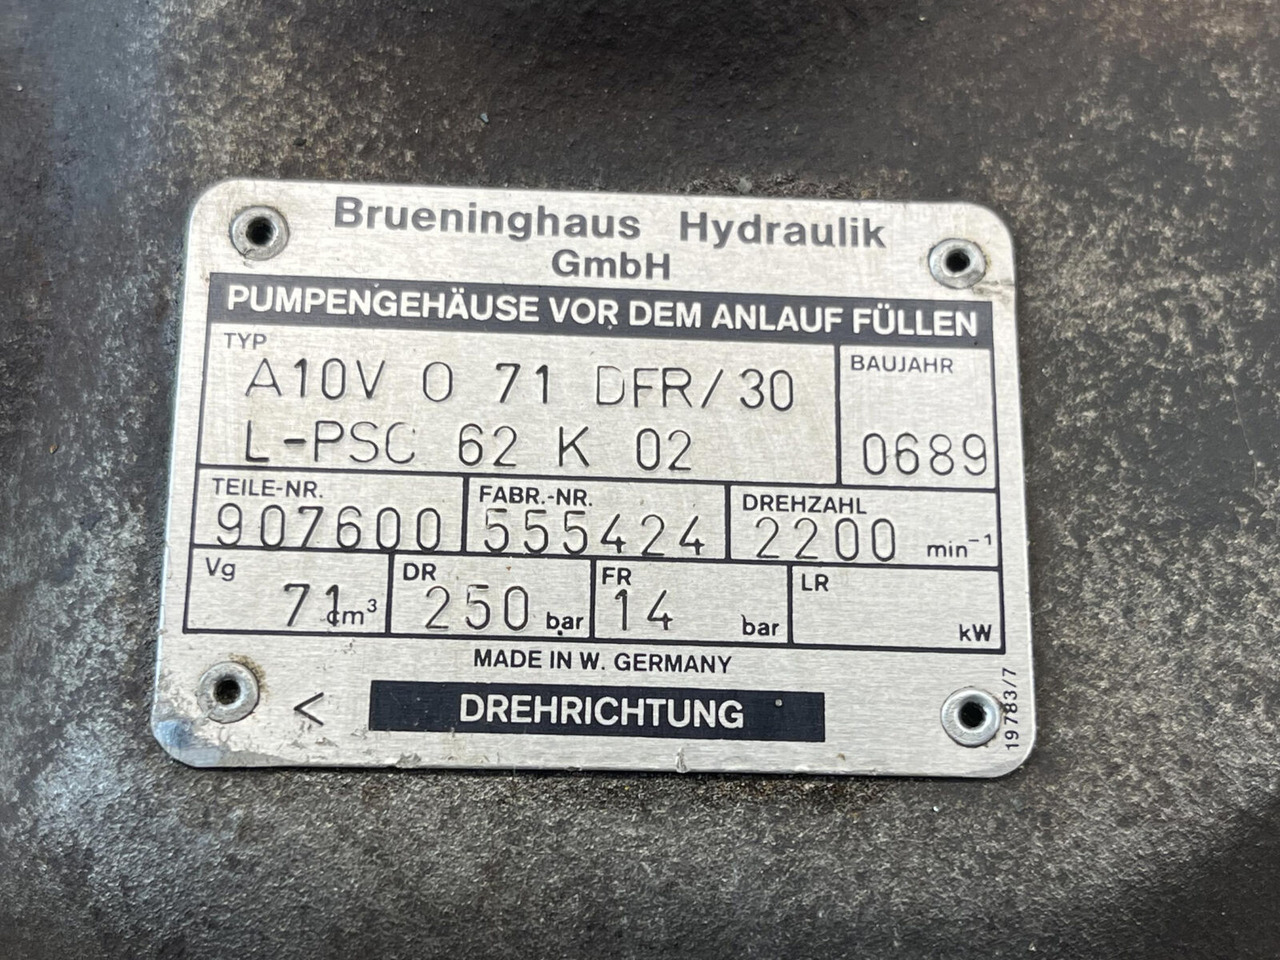 Brueninghaus Hydraulik
GmbH
PUMPENGEHÄUSE VOR DEM ANLAUF FÜLLEN
TYP
A10V O 71 DFR/30
L-PSC 62 K 02
BAUJAHR
0689
TEILE-NR.
907600
FABR.-NR.
555424
DREHZAHL
2200 min⁻¹
Vg
71 cm³
DR
250 bar
FR
14 bar
LR
kW
MADE IN W. GERMANY
< DREHRICHTUNG
19783/7